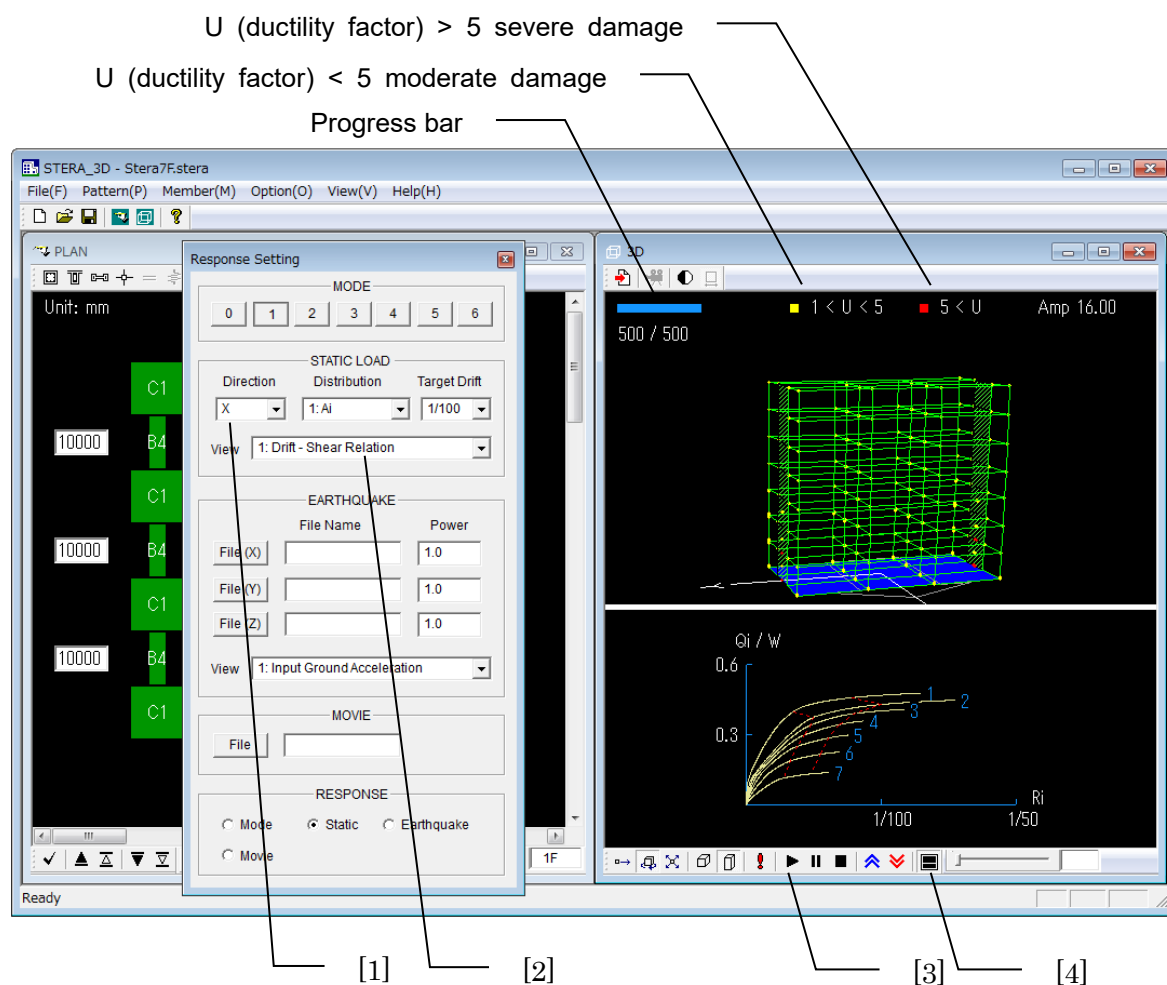 U (ductility factor) > 5 severe damage
U (ductility factor) < 5 moderate damage
Progress bar
STERA_3D - Stera7F.stera
File(F) Pattern(P) Member(M) Option(O) View(V) Help(H)
PLAN
Unit: mm
C1
10000 B4
C1
10000 B4
C1
10000 B4
C1
1F
Response Setting
MODE
0 1 2 3 4 5 6
STATIC LOAD
Direction Distribution Target Drift
X 1: Ai 1/100
View 1: Drift - Shear Relation
EARTHQUAKE
File Name Power
File (X) 1.0
File (Y) 1.0
File (Z) 1.0
View 1: Input Ground Acceleration
MOVIE
File
RESPONSE
Mode Static Earthquake
Movie
3D
1 < U < 5 5 < U Amp 16.00
500 / 500
Qi / W
0.6
0.3
1
2
3
4
5
6
7
Ri
1/100 1/50
Ready
[1] [2] [3] [4]